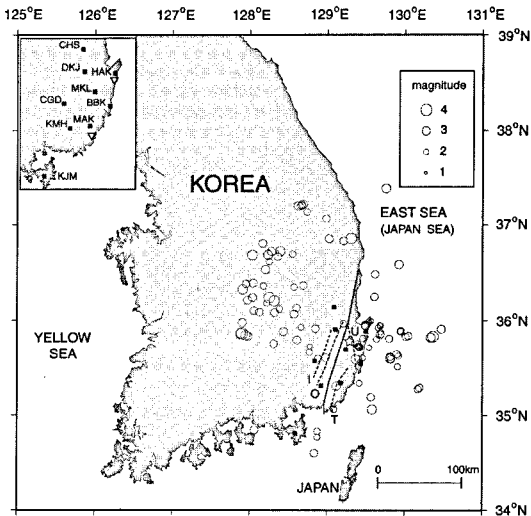 125°E 126°E 127°E 128°E 129°E 130°E 131°E
39°N
38°N
37°N
36°N
35°N
34°N
CHS
DKJ
HAK
MKL
CGD
BBK
KMH
MAK
KJM
magnitude
4
3
2
1
KOREA
EAST SEA
(JAPAN SEA)
YELLOW
SEA
U
T
JAPAN
0 100km